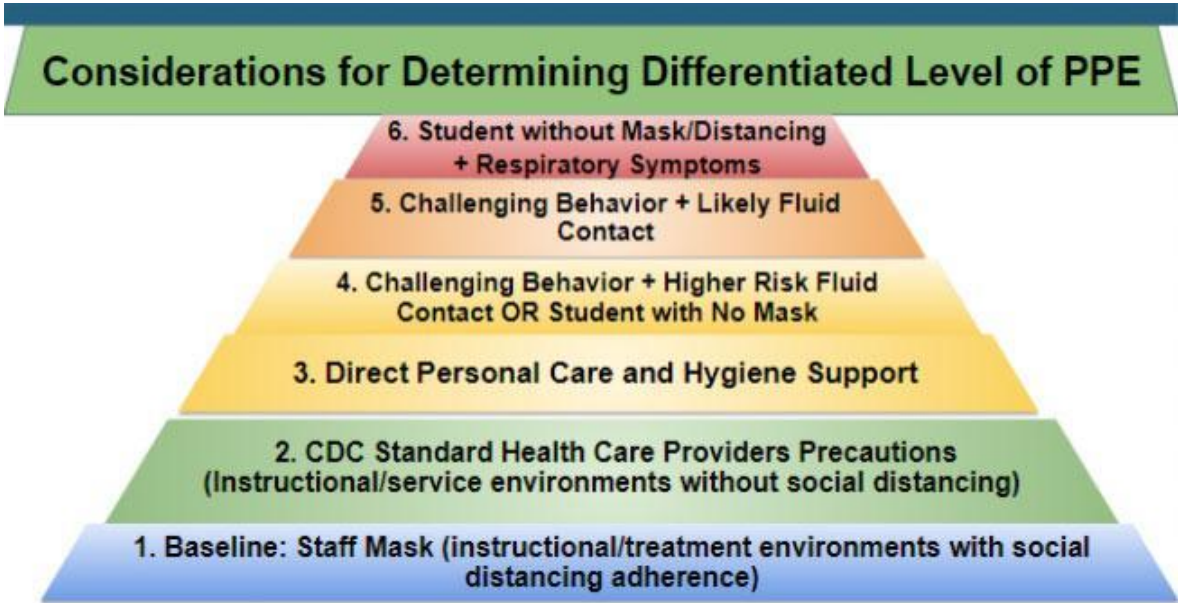 Considerations for Determining Differentiated Level of PPE
6. Student without Mask/Distancing
+ Respiratory Symptoms
5. Challenging Behavior + Likely Fluid
Contact
4. Challenging Behavior + Higher Risk Fluid
Contact OR Student with No Mask
3. Direct Personal Care and Hygiene Support
2. CDC Standard Health Care Providers Precautions
(Instructional/service environments without social distancing)
1. Baseline: Staff Mask (instructional/treatment environments with social
distancing adherence)